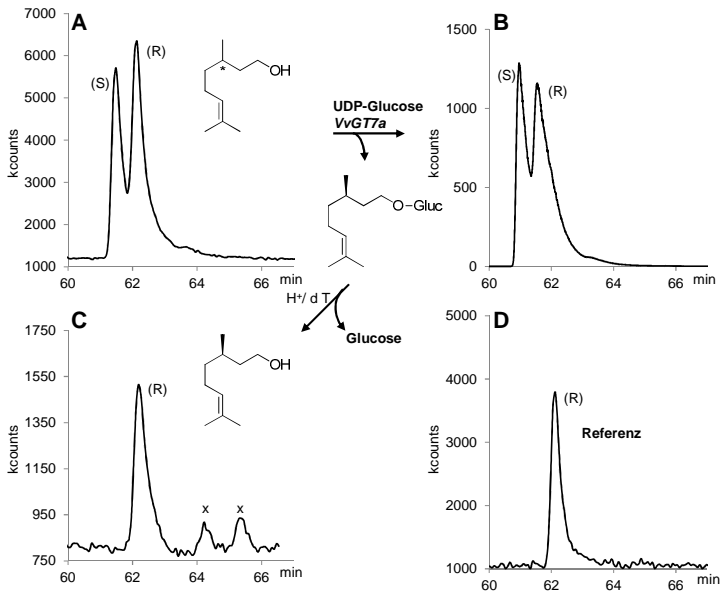 A
7000
6000
5000
4000
3000
2000
1000
kcounts
60
62
64
66
min
(S)
(R)
*
OH
UDP-Glucose
VvGT7a
O-Gluc
H⁺/ d T
Glucose
B
1500
1000
500
0
kcounts
60
62
64
66
min
(S)
(R)
C
1750
1550
1350
1150
950
750
kcounts
60
62
64
66
min
(R)
x
x
OH
D
5000
4000
3000
2000
1000
kcounts
60
62
64
66
min
(R)
Referenz